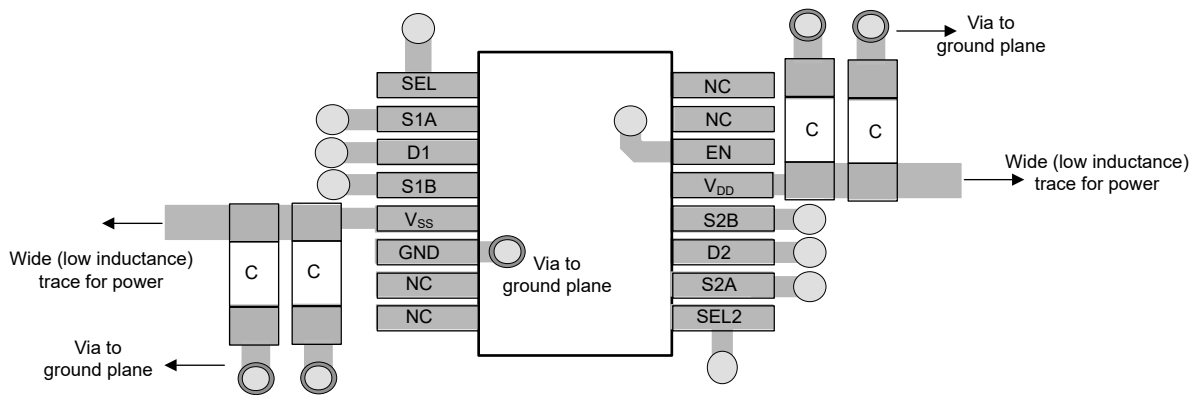 Via to
ground plane
SEL
NC
S1A
NC
C
C
D1
EN
Wide (low inductance)
trace for power
S1B
VDD
VSS
S2B
Wide (low inductance)
trace for power
C
C
GND
D2
Via to
ground plane
NC
S2A
NC
SEL2
Via to
ground plane